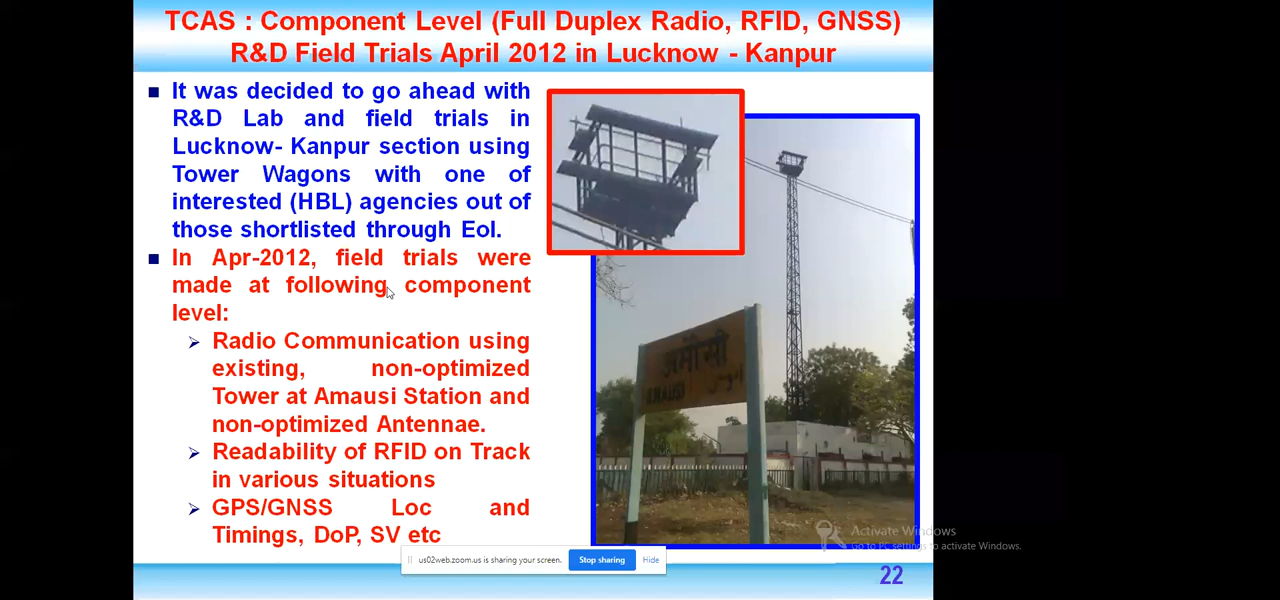 TCAS : Component Level (Full Duplex Radio, RFID, GNSS)
R&D Field Trials April 2012 in Lucknow - Kanpur
It was decided to go ahead with
R&D Lab and field trials in
Lucknow- Kanpur section using
Tower Wagons with one of
interested (HBL) agencies out of
those shortlisted through EoI.
In Apr-2012, field trials were
made at following component
level:
Radio Communication using
existing, non-optimized
Tower at Amausi Station and
non-optimized Antennae.
Readability of RFID on Track
in various situations
GPS/GNSS Loc and
Timings, DoP, SV etc
अमौसी
AMAUSI
Activate Windows
Go to PC settings to activate Windows.
us02web.zoom.us is sharing your screen.
Stop sharing
Hide
22